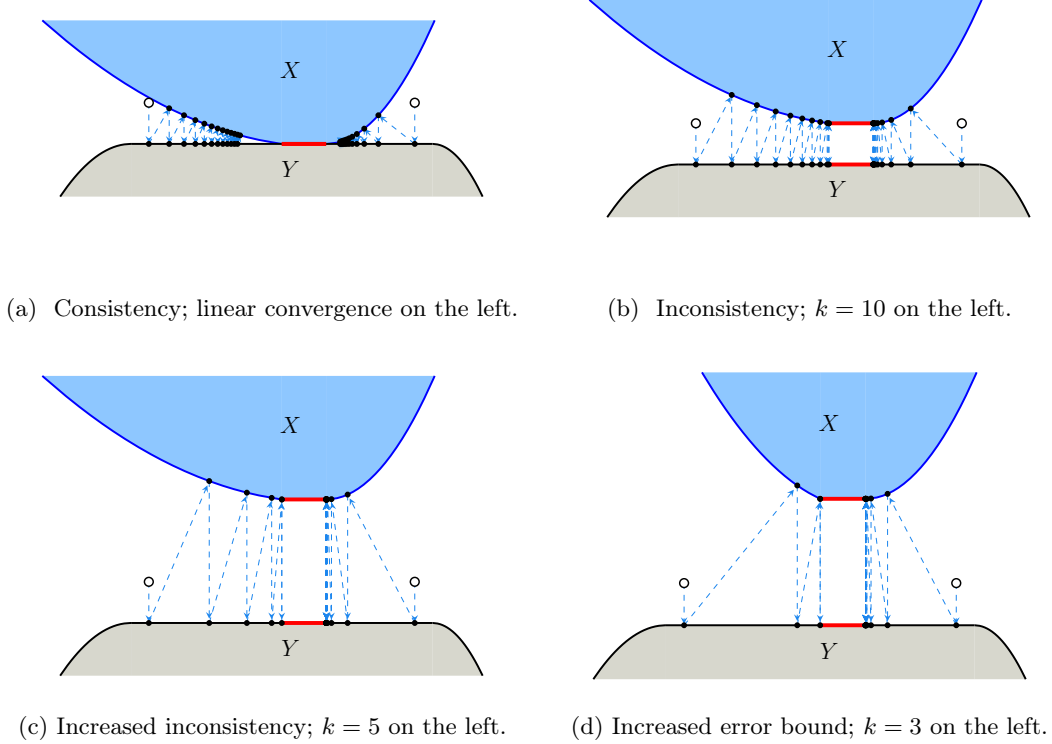 X
Y
X
Y
(a) Consistency; linear convergence on the left.
(b) Inconsistency; k = 10 on the left.
X
Y
X
Y
(c) Increased inconsistency; k = 5 on the left.
(d) Increased error bound; k = 3 on the left.